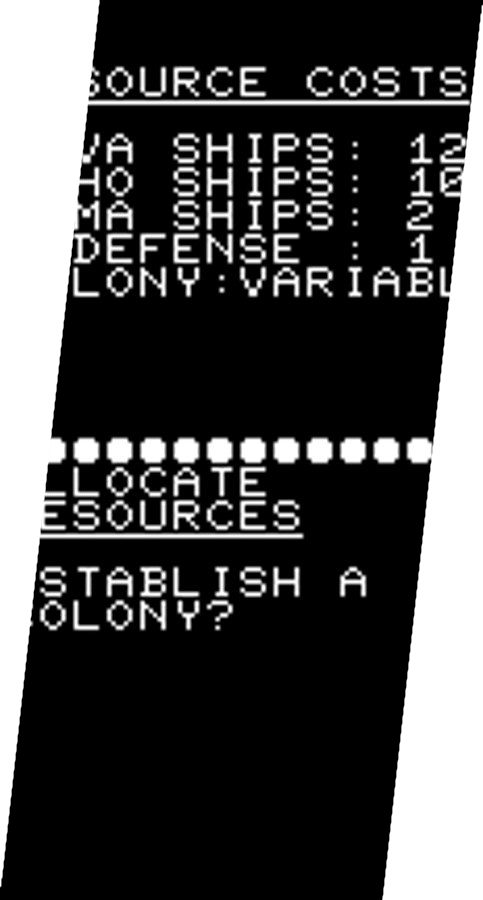 SOURCE COSTS
VA SHIPS: 12
HO SHIPS: 10
MA SHIPS: 2
DEFENSE : 1
LONY:VARIABL
LLOCATE
ESOURCES
STABLISH A
OLONY?